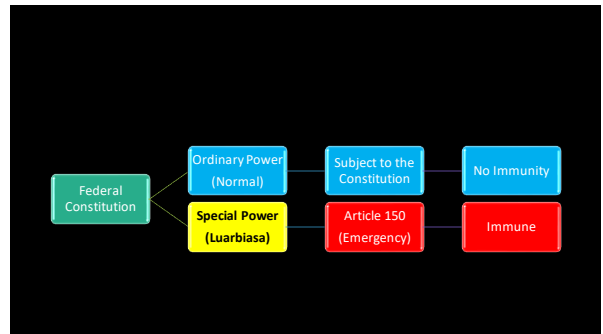 Federal
Constitution
Ordinary Power
(Normal)
Subject to the
Constitution
No Immunity
Special Power
(Luarbiasa)
Article 150
(Emergency)
Immune